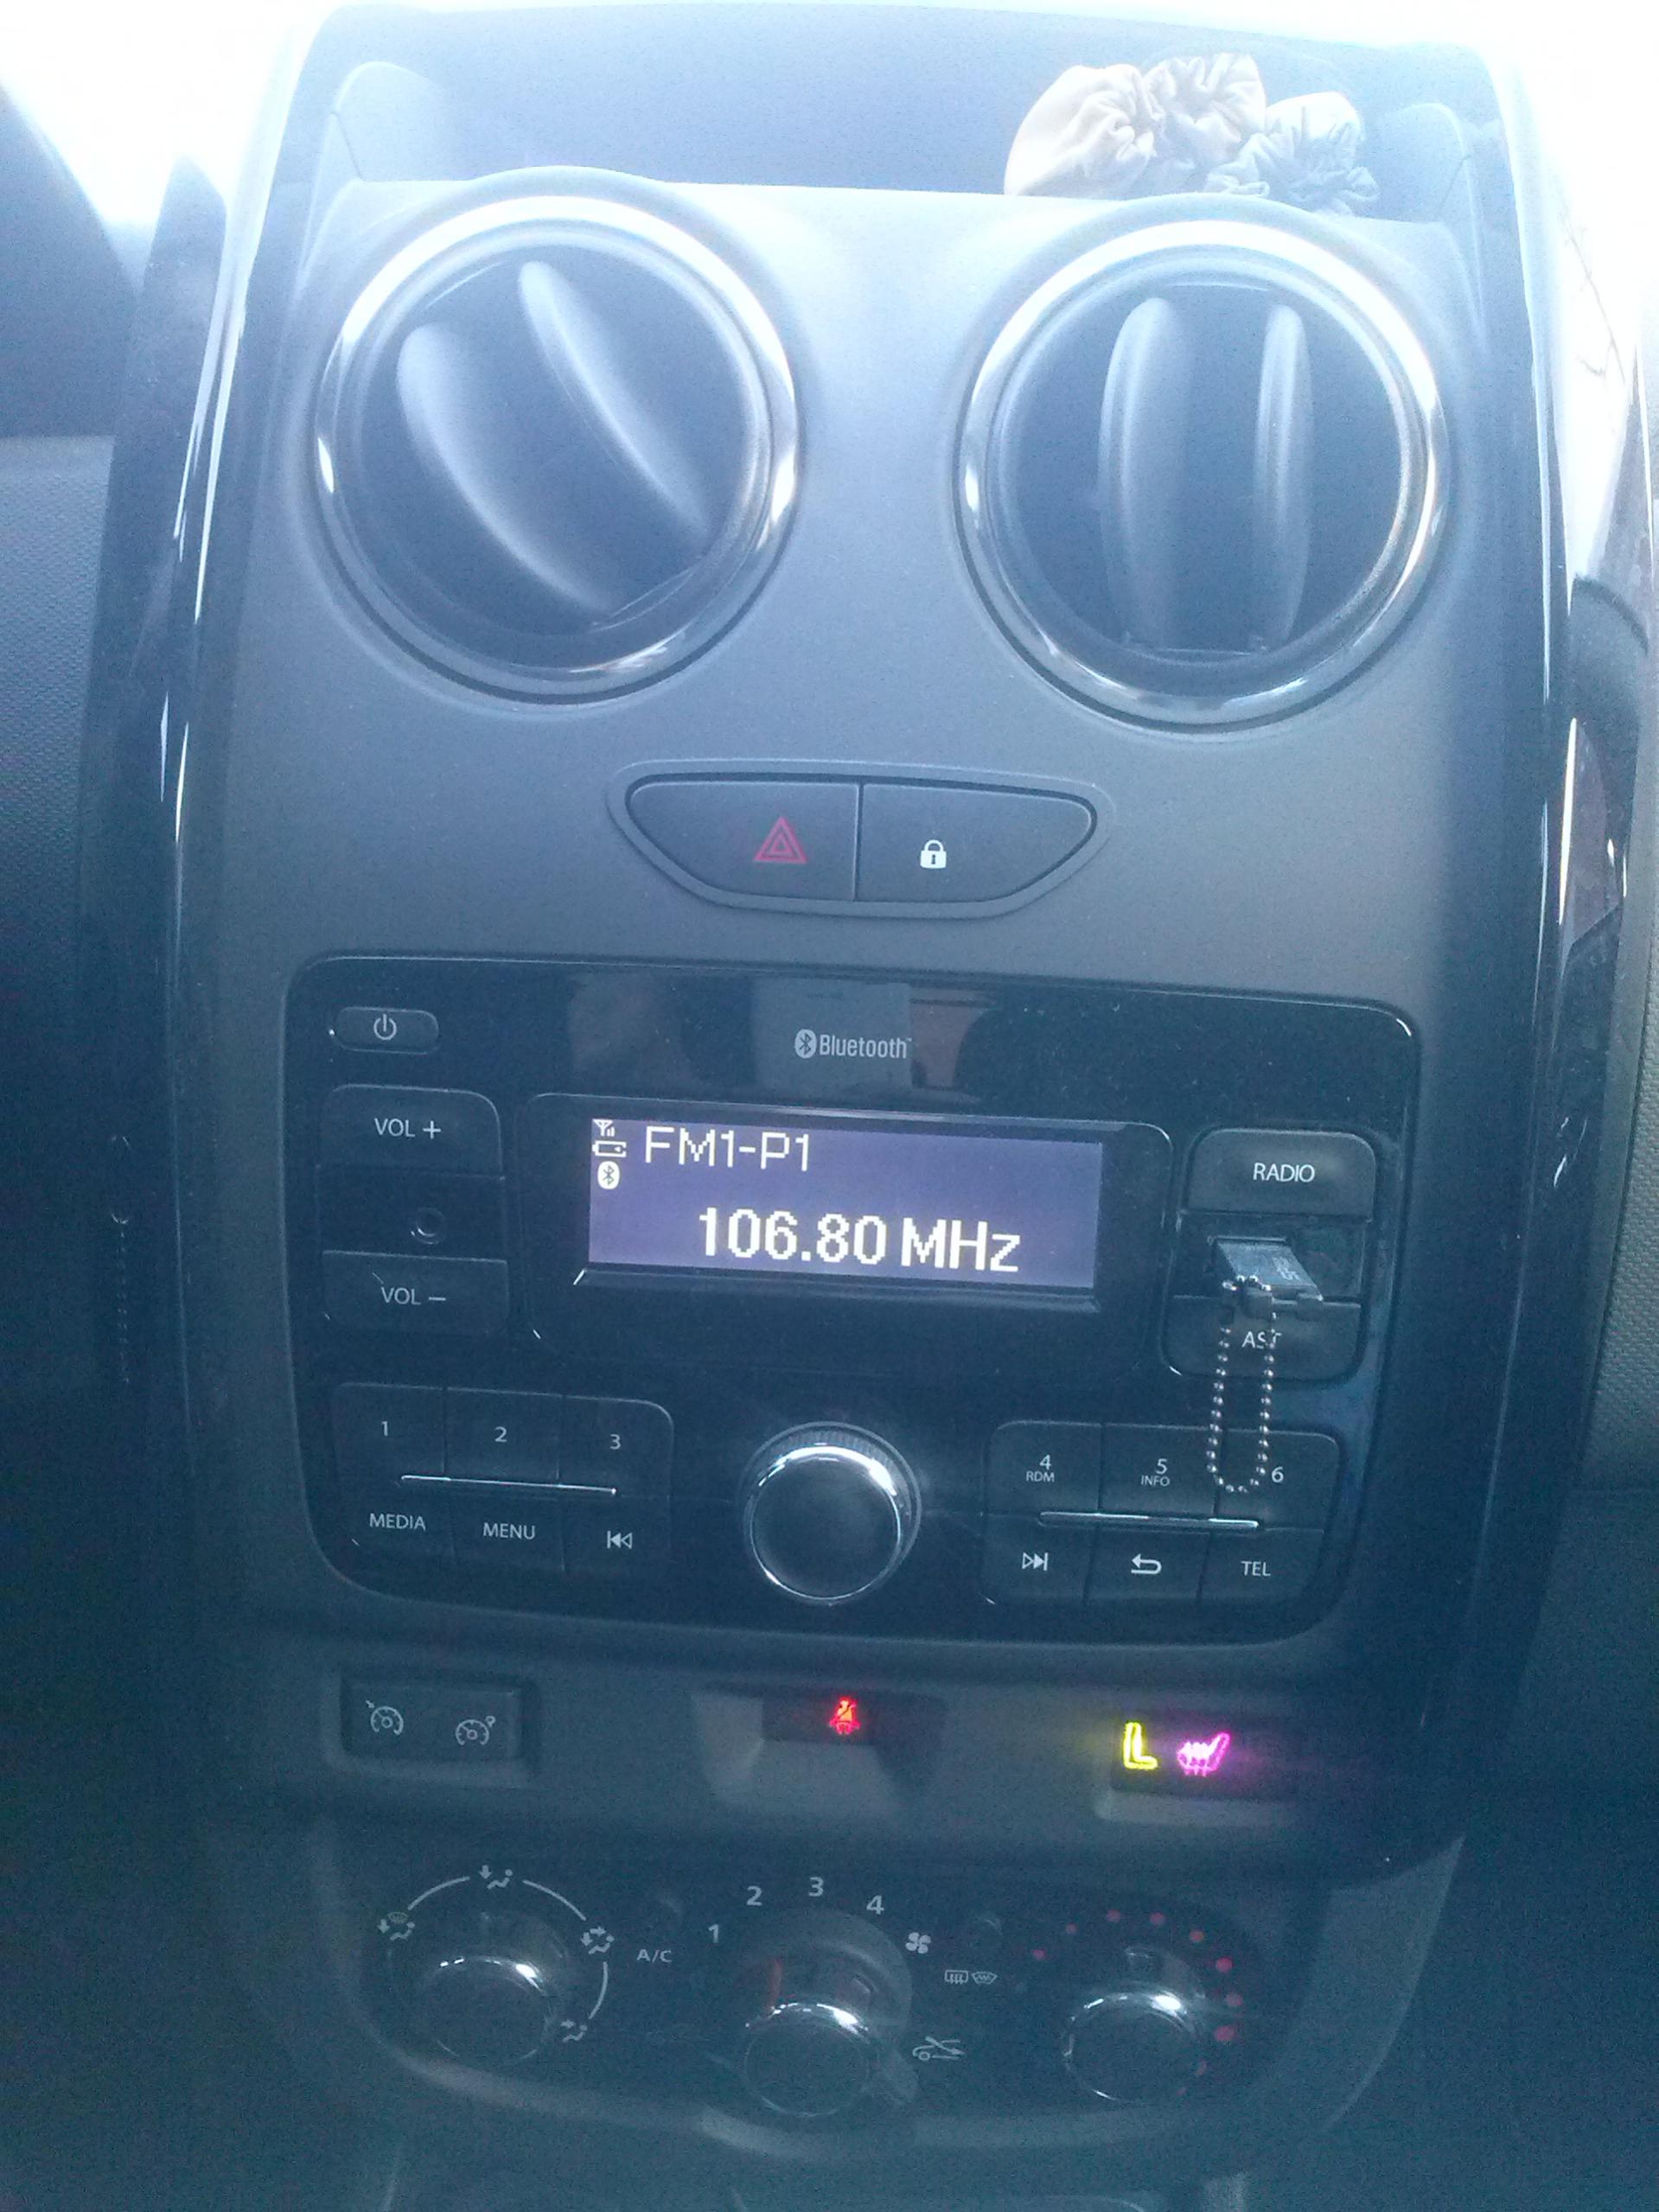 Bluetooth
VOL +
FM1-P1
106.80 MHz
RADIO
VOL –
AST
1
2
3
4
RDM
5
INFO
6
MEDIA
MENU
TEL
1
2
3
4
A/C